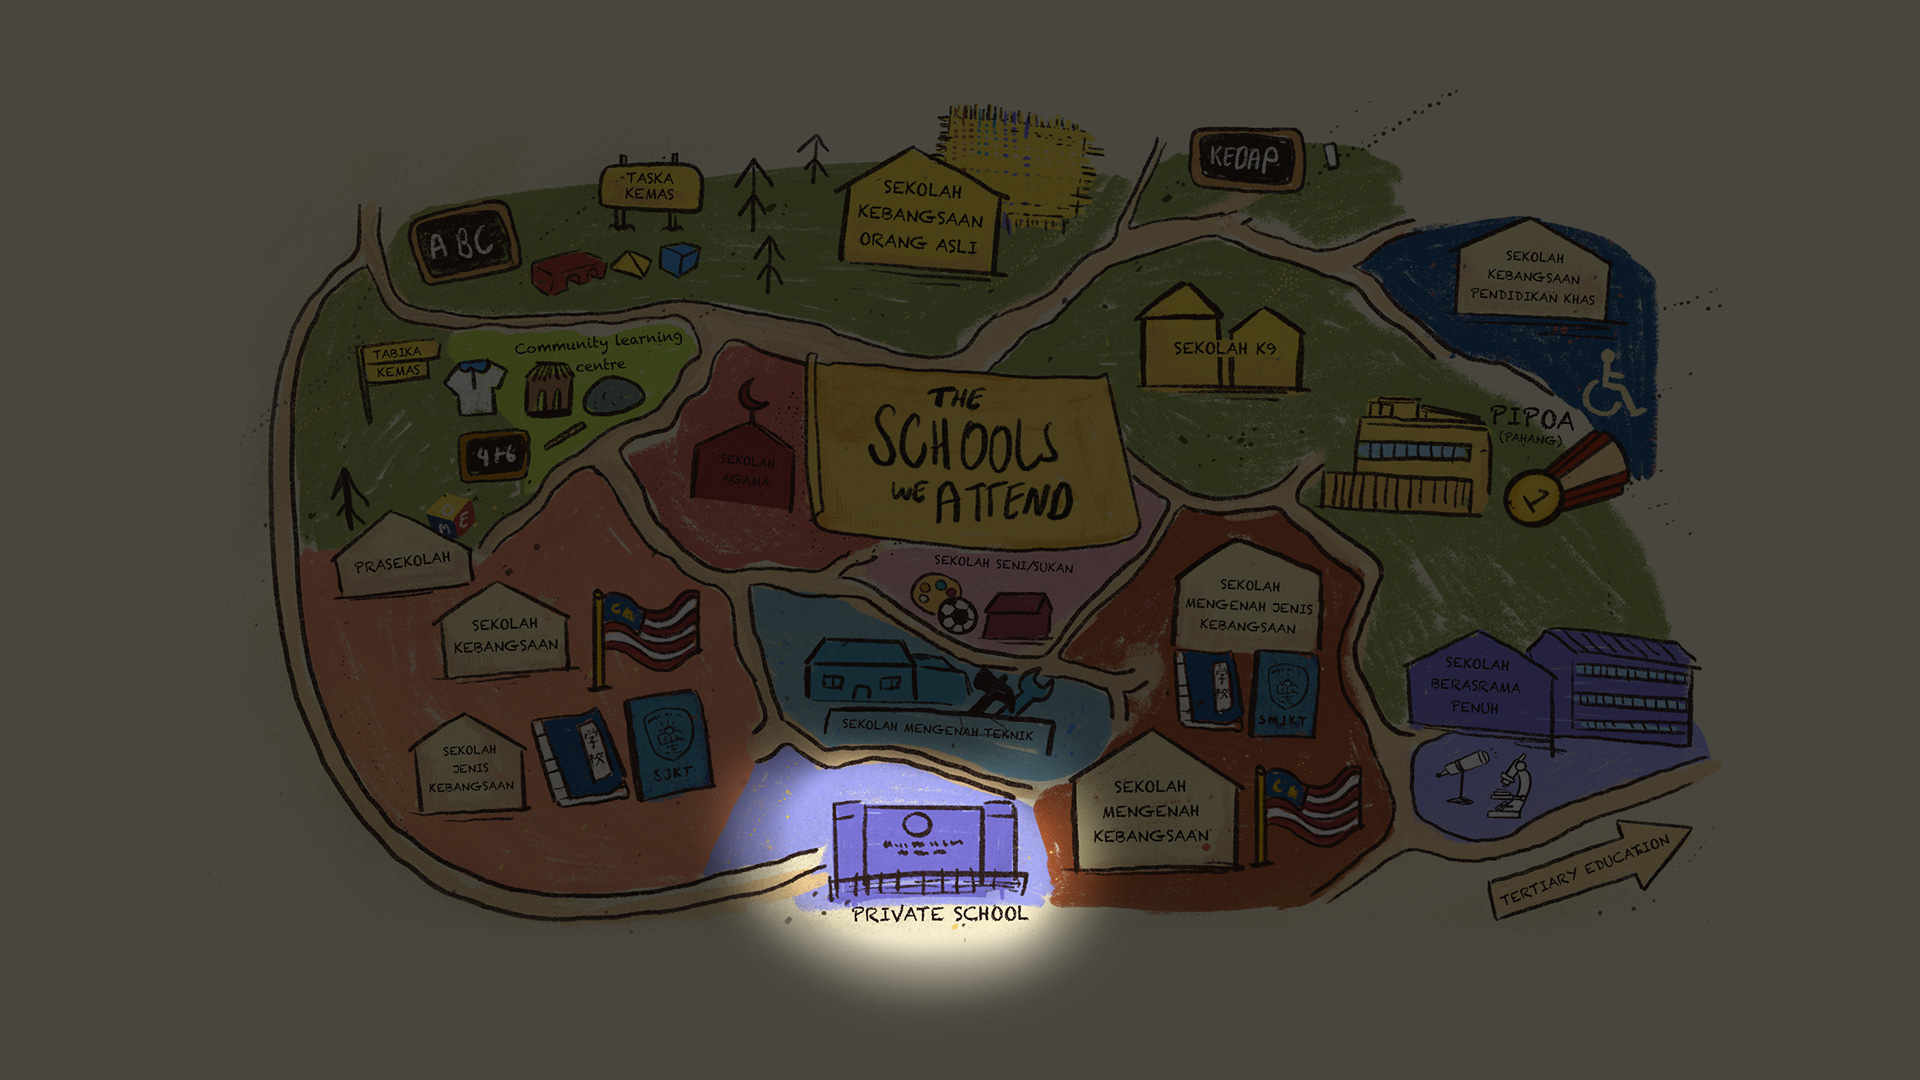 KEDAP
TASKA
KEMAS
SEKOLAH
KEBANGSAAN
ORANG ASLI
ABC
SEKOLAH
KEBANGSAAN
PENDIDIKAN KHAS
TABIKA
KEMAS
Community learning
centre
SEKOLAH K9
4+6
THE
SCHOOLS
WE ATTEND
SEKOLAH
AGAMA
PIPOA
(PAHANG)
1
PRASEKOLAH
SEKOLAH SENI/SUKAN
SEKOLAH
KEBANGSAAN
SEKOLAH
MENGENAH JENIS
KEBANGSAAN
学校
SMJKT
SEKOLAH
BERASRAMA
PENUH
SEKOLAH MENGENAH TEKNIK
SEKOLAH
JENIS
KEBANGSAAN
学校
SJKT
SEKOLAH
MENGENAH
KEBANGSAAN
PRIVATE SCHOOL
TERTIARY EDUCATION